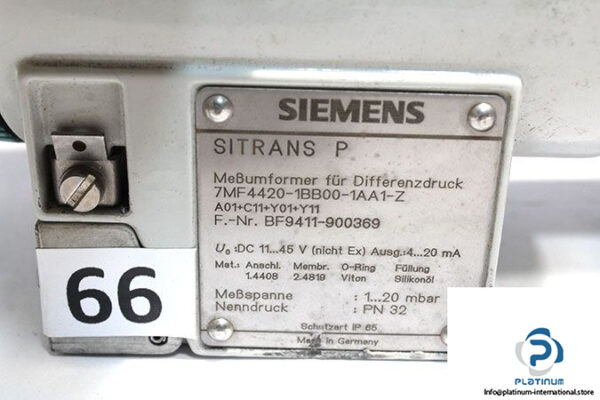 SIEMENS
SITRANS P
Meßumformer für Differenzdruck
7MF4420-1BB00-1AA1-Z
A01+C11+Y01+Y11
F.-Nr. BF9411-900369
U₀ :DC 11...45 V (nicht Ex) Ausg.:4...20 mA
Mat.: Anschl. Membr. O-Ring Füllung
1.4408 2.4819 Viton Silikonöl
Meßspanne : 1...20 mbar
Nenndruck : PN 32
Schutzart IP 65
Made in Germany
66
PLATINUM
INTERNATIONAL
Info@platinum-international.store